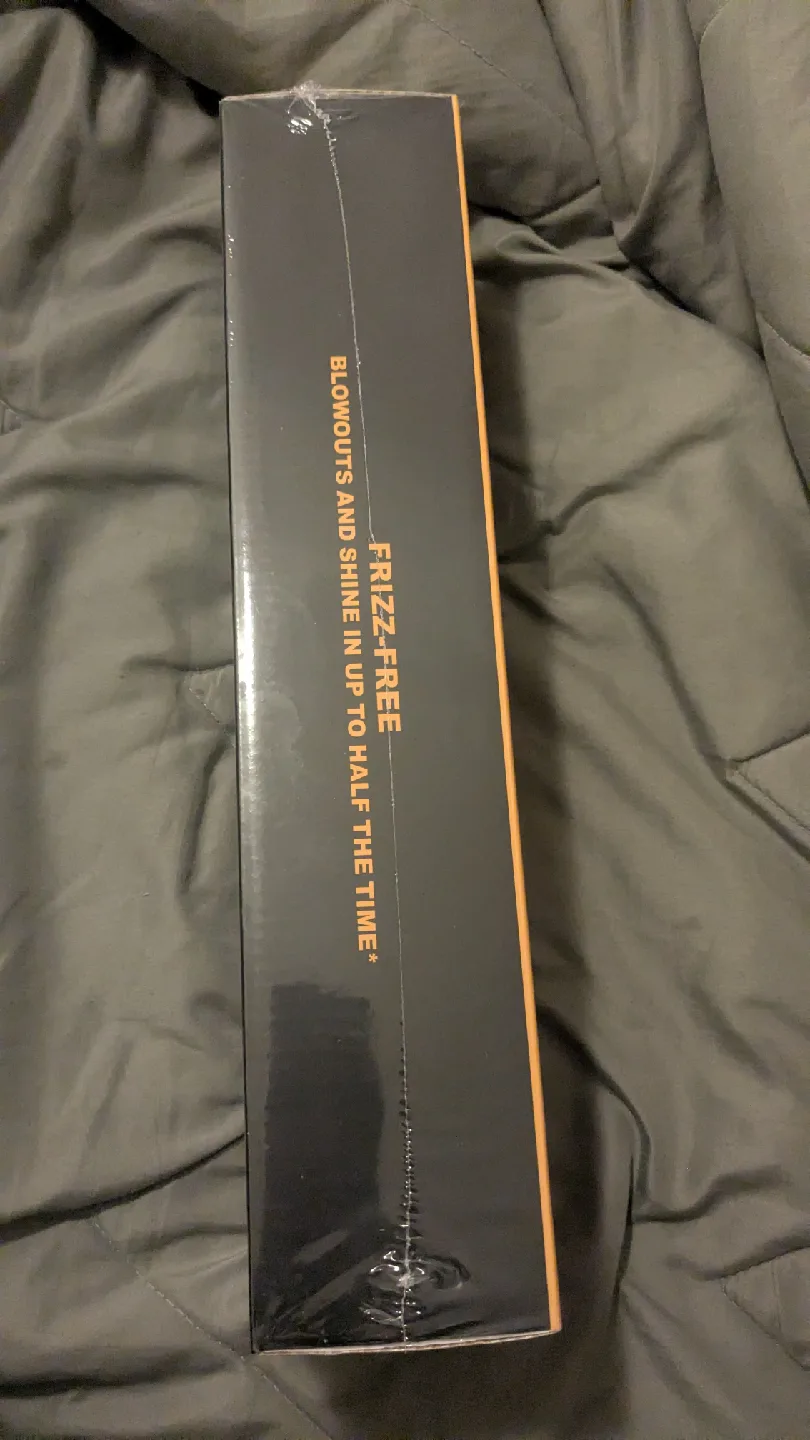 FRIZZ-FREE
BLOWOUTS AND SHINE IN UP TO HALF THE TIME*